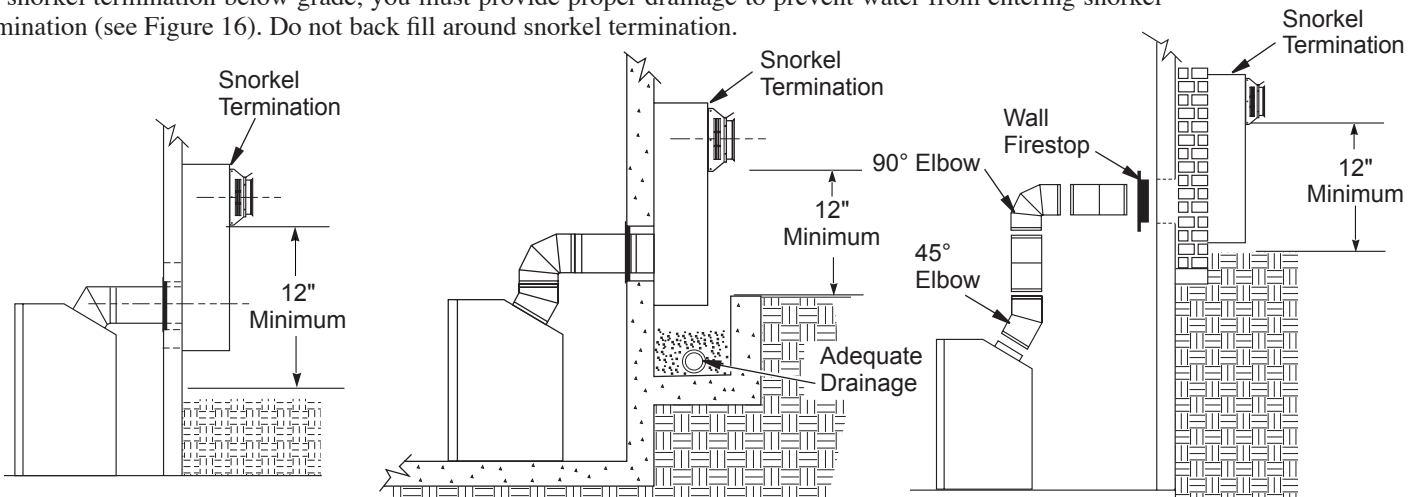 snorkel termination below grade, you must provide proper drainage to prevent water from entering snorkel
mination (see Figure 16). Do not back fill around snorkel termination.
Snorkel
Termination
12"
Minimum
Snorkel
Termination
12"
Minimum
Adequate
Drainage
Snorkel
Termination
Wall
Firestop
90° Elbow
45°
Elbow
12"
Minimum